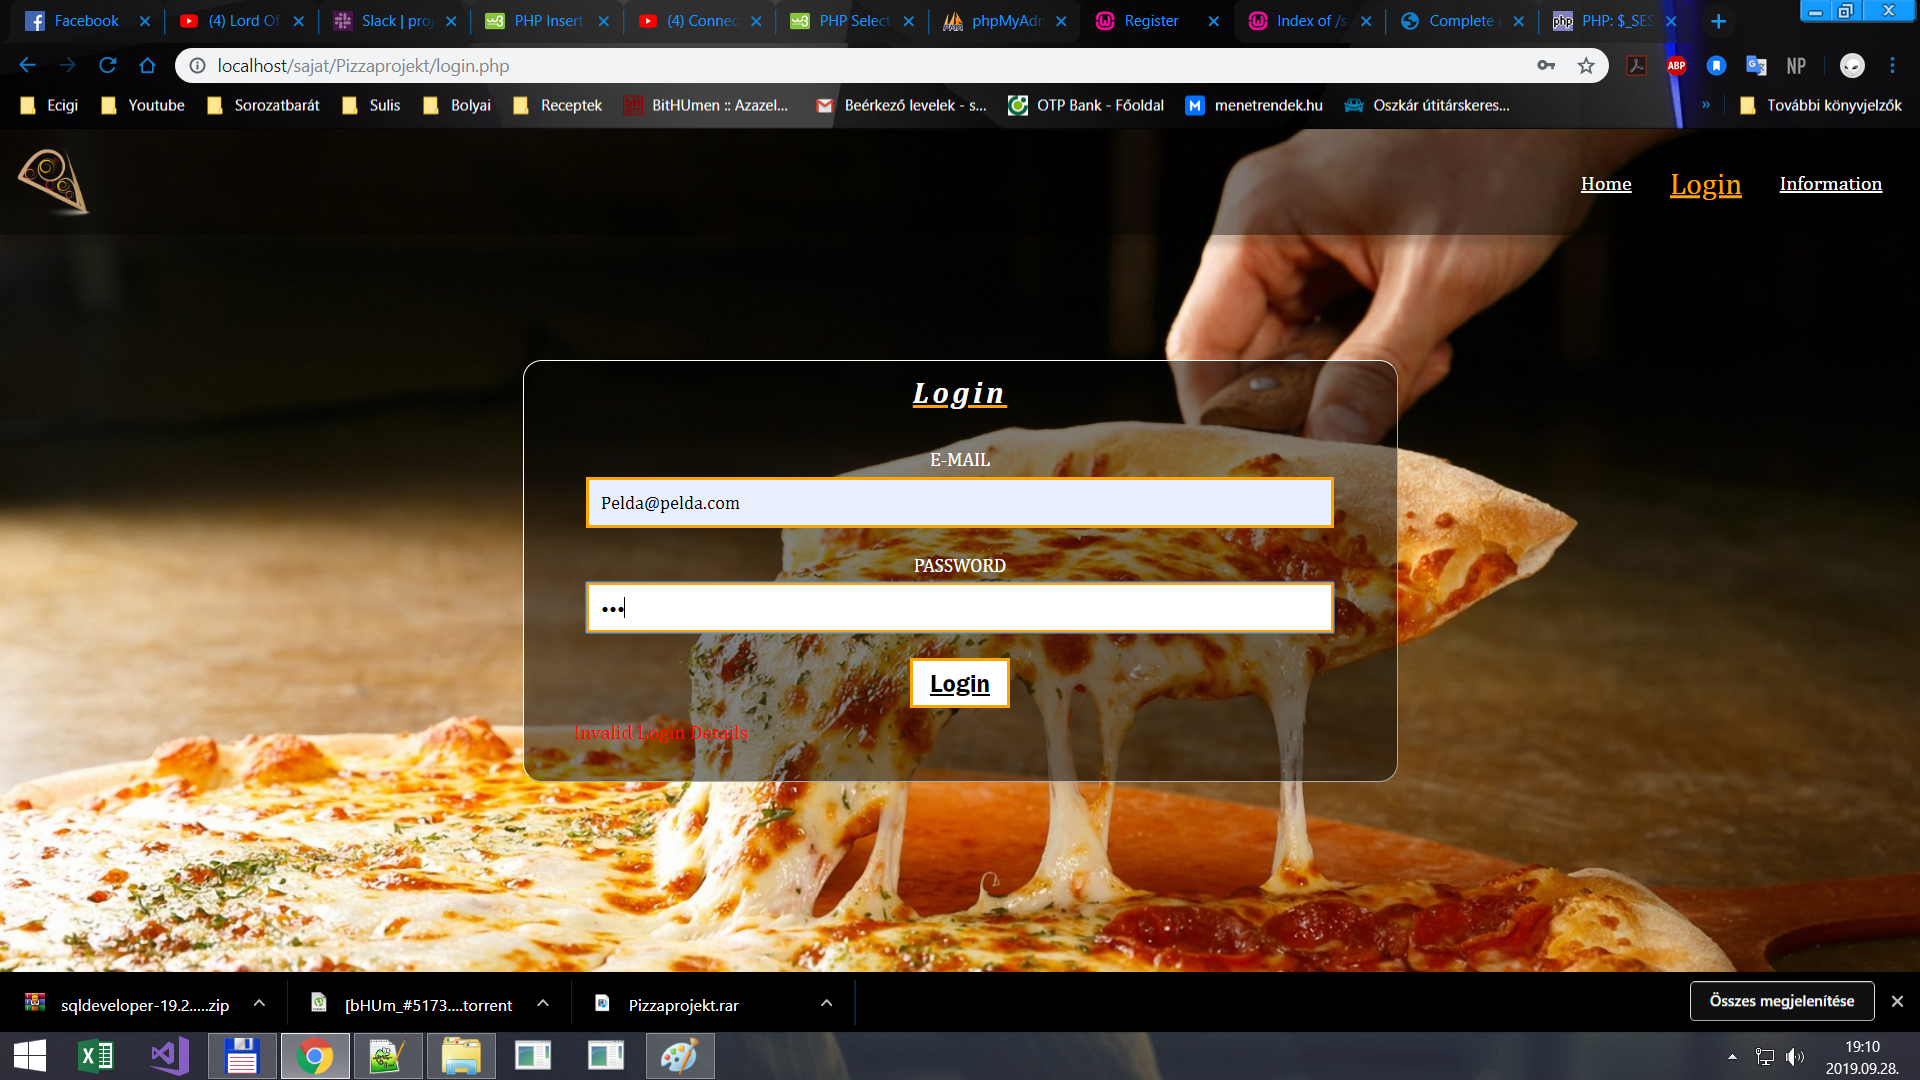 Facebook
(4) Lord Of
Slack | proj
PHP Insert
(4) Connec
PHP Select
phpMyAdm
Register
Index of /s
Complete
PHP: $_SES
localhost/sajat/Pizzaprojekt/login.php
ABP
NP
Ecigi
Youtube
Sorozatbarát
Sulis
Bolyai
Receptek
BitHUmen :: Azazel...
Beérkező levelek - s...
OTP Bank - Főoldal
menetrendek.hu
Oszkár útitárskeres...
»
További könyvjelzők
Home
Login
Information
Login
E-MAIL
Pelda@pelda.com
PASSWORD
•••
Login
Invalid Login Details
sqldeveloper-19.2.....zip
[bHUm_#5173....torrent
Pizzaprojekt.rar
Összes megjelenítése
19:10
2019.09.28.